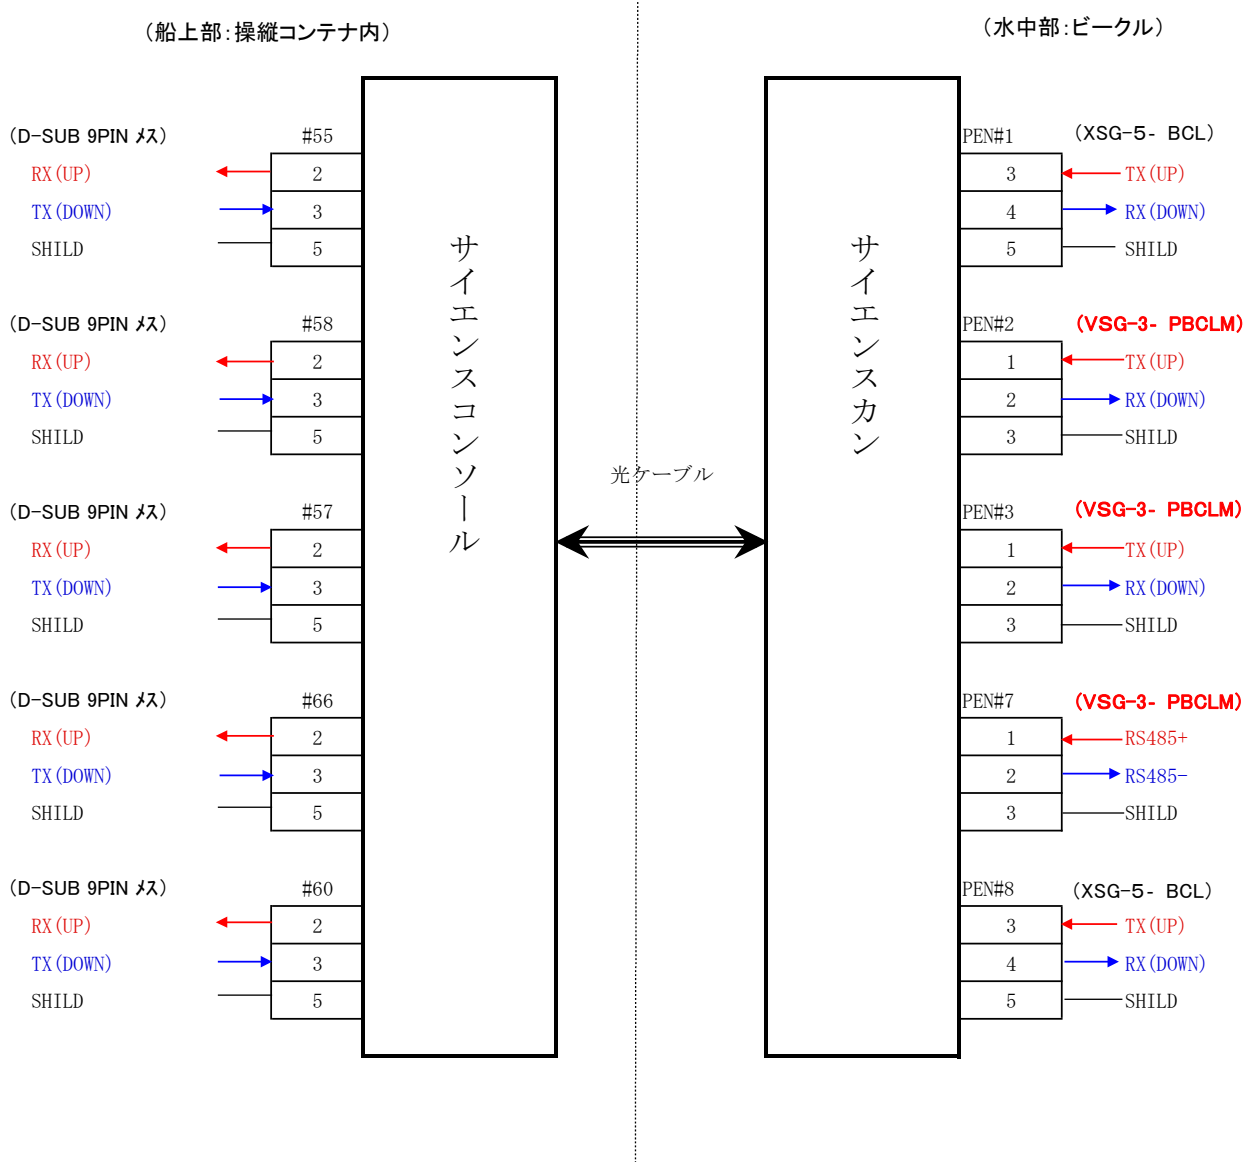 (船上部:操縦コンテナ内)
(水中部:ビークル)
(D-SUB 9PIN メス)
#55
RX(UP)
2
TX(DOWN)
3
SHILD
5
(D-SUB 9PIN メス)
#58
RX(UP)
2
TX(DOWN)
3
SHILD
5
(D-SUB 9PIN メス)
#57
RX(UP)
2
TX(DOWN)
3
SHILD
5
(D-SUB 9PIN メス)
#66
RX(UP)
2
TX(DOWN)
3
SHILD
5
(D-SUB 9PIN メス)
#60
RX(UP)
2
TX(DOWN)
3
SHILD
5
サイエンスコンソール
光ケーブル
サイエンスカン
PEN#1
(XSG-5- BCL)
3
TX(UP)
4
RX(DOWN)
5
SHILD
PEN#2
(VSG-3- PBCLM)
1
TX(UP)
2
RX(DOWN)
3
SHILD
PEN#3
(VSG-3- PBCLM)
1
TX(UP)
2
RX(DOWN)
3
SHILD
PEN#7
(VSG-3- PBCLM)
1
RS485+
2
RS485-
3
SHILD
PEN#8
(XSG-5- BCL)
3
TX(UP)
4
RX(DOWN)
5
SHILD